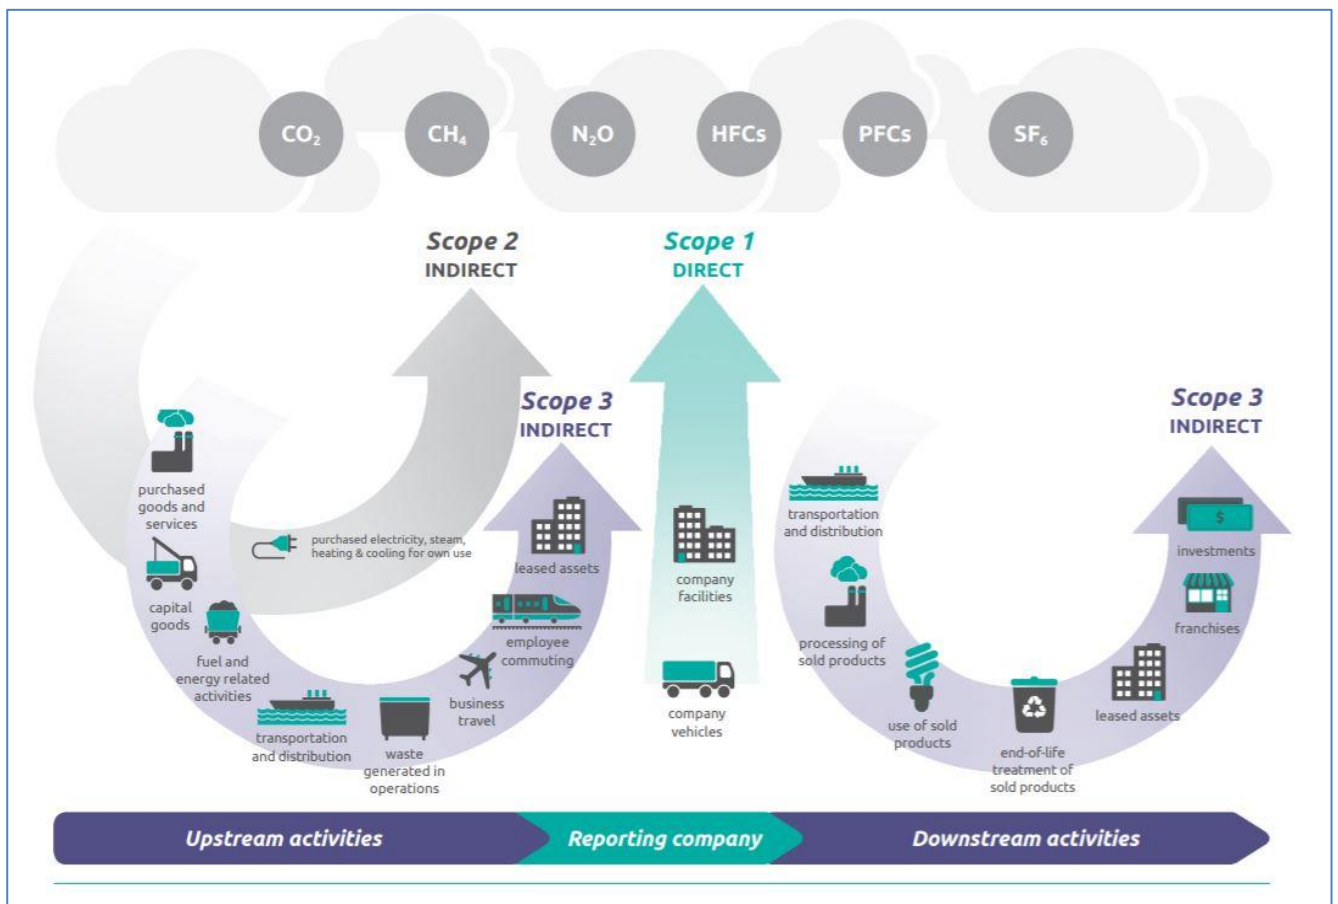 CO₂
CH₄
N₂O
HFCs
PFCs
SF₆
Scope 2
INDIRECT
Scope 1
DIRECT
Scope 3
INDIRECT
Scope 3
INDIRECT
purchased
goods and
services
capital
goods
fuel and
energy related
activities
transportation
and distribution
waste
generated in
operations
business
travel
employee
commuting
leased assets
purchased electricity, steam,
heating & cooling for own use
company
facilities
company
vehicles
transportation
and distribution
processing of
sold products
use of sold
products
end-of-life
treatment of
sold products
leased assets
franchises
$
investments
Upstream activities
Reporting company
Downstream activities